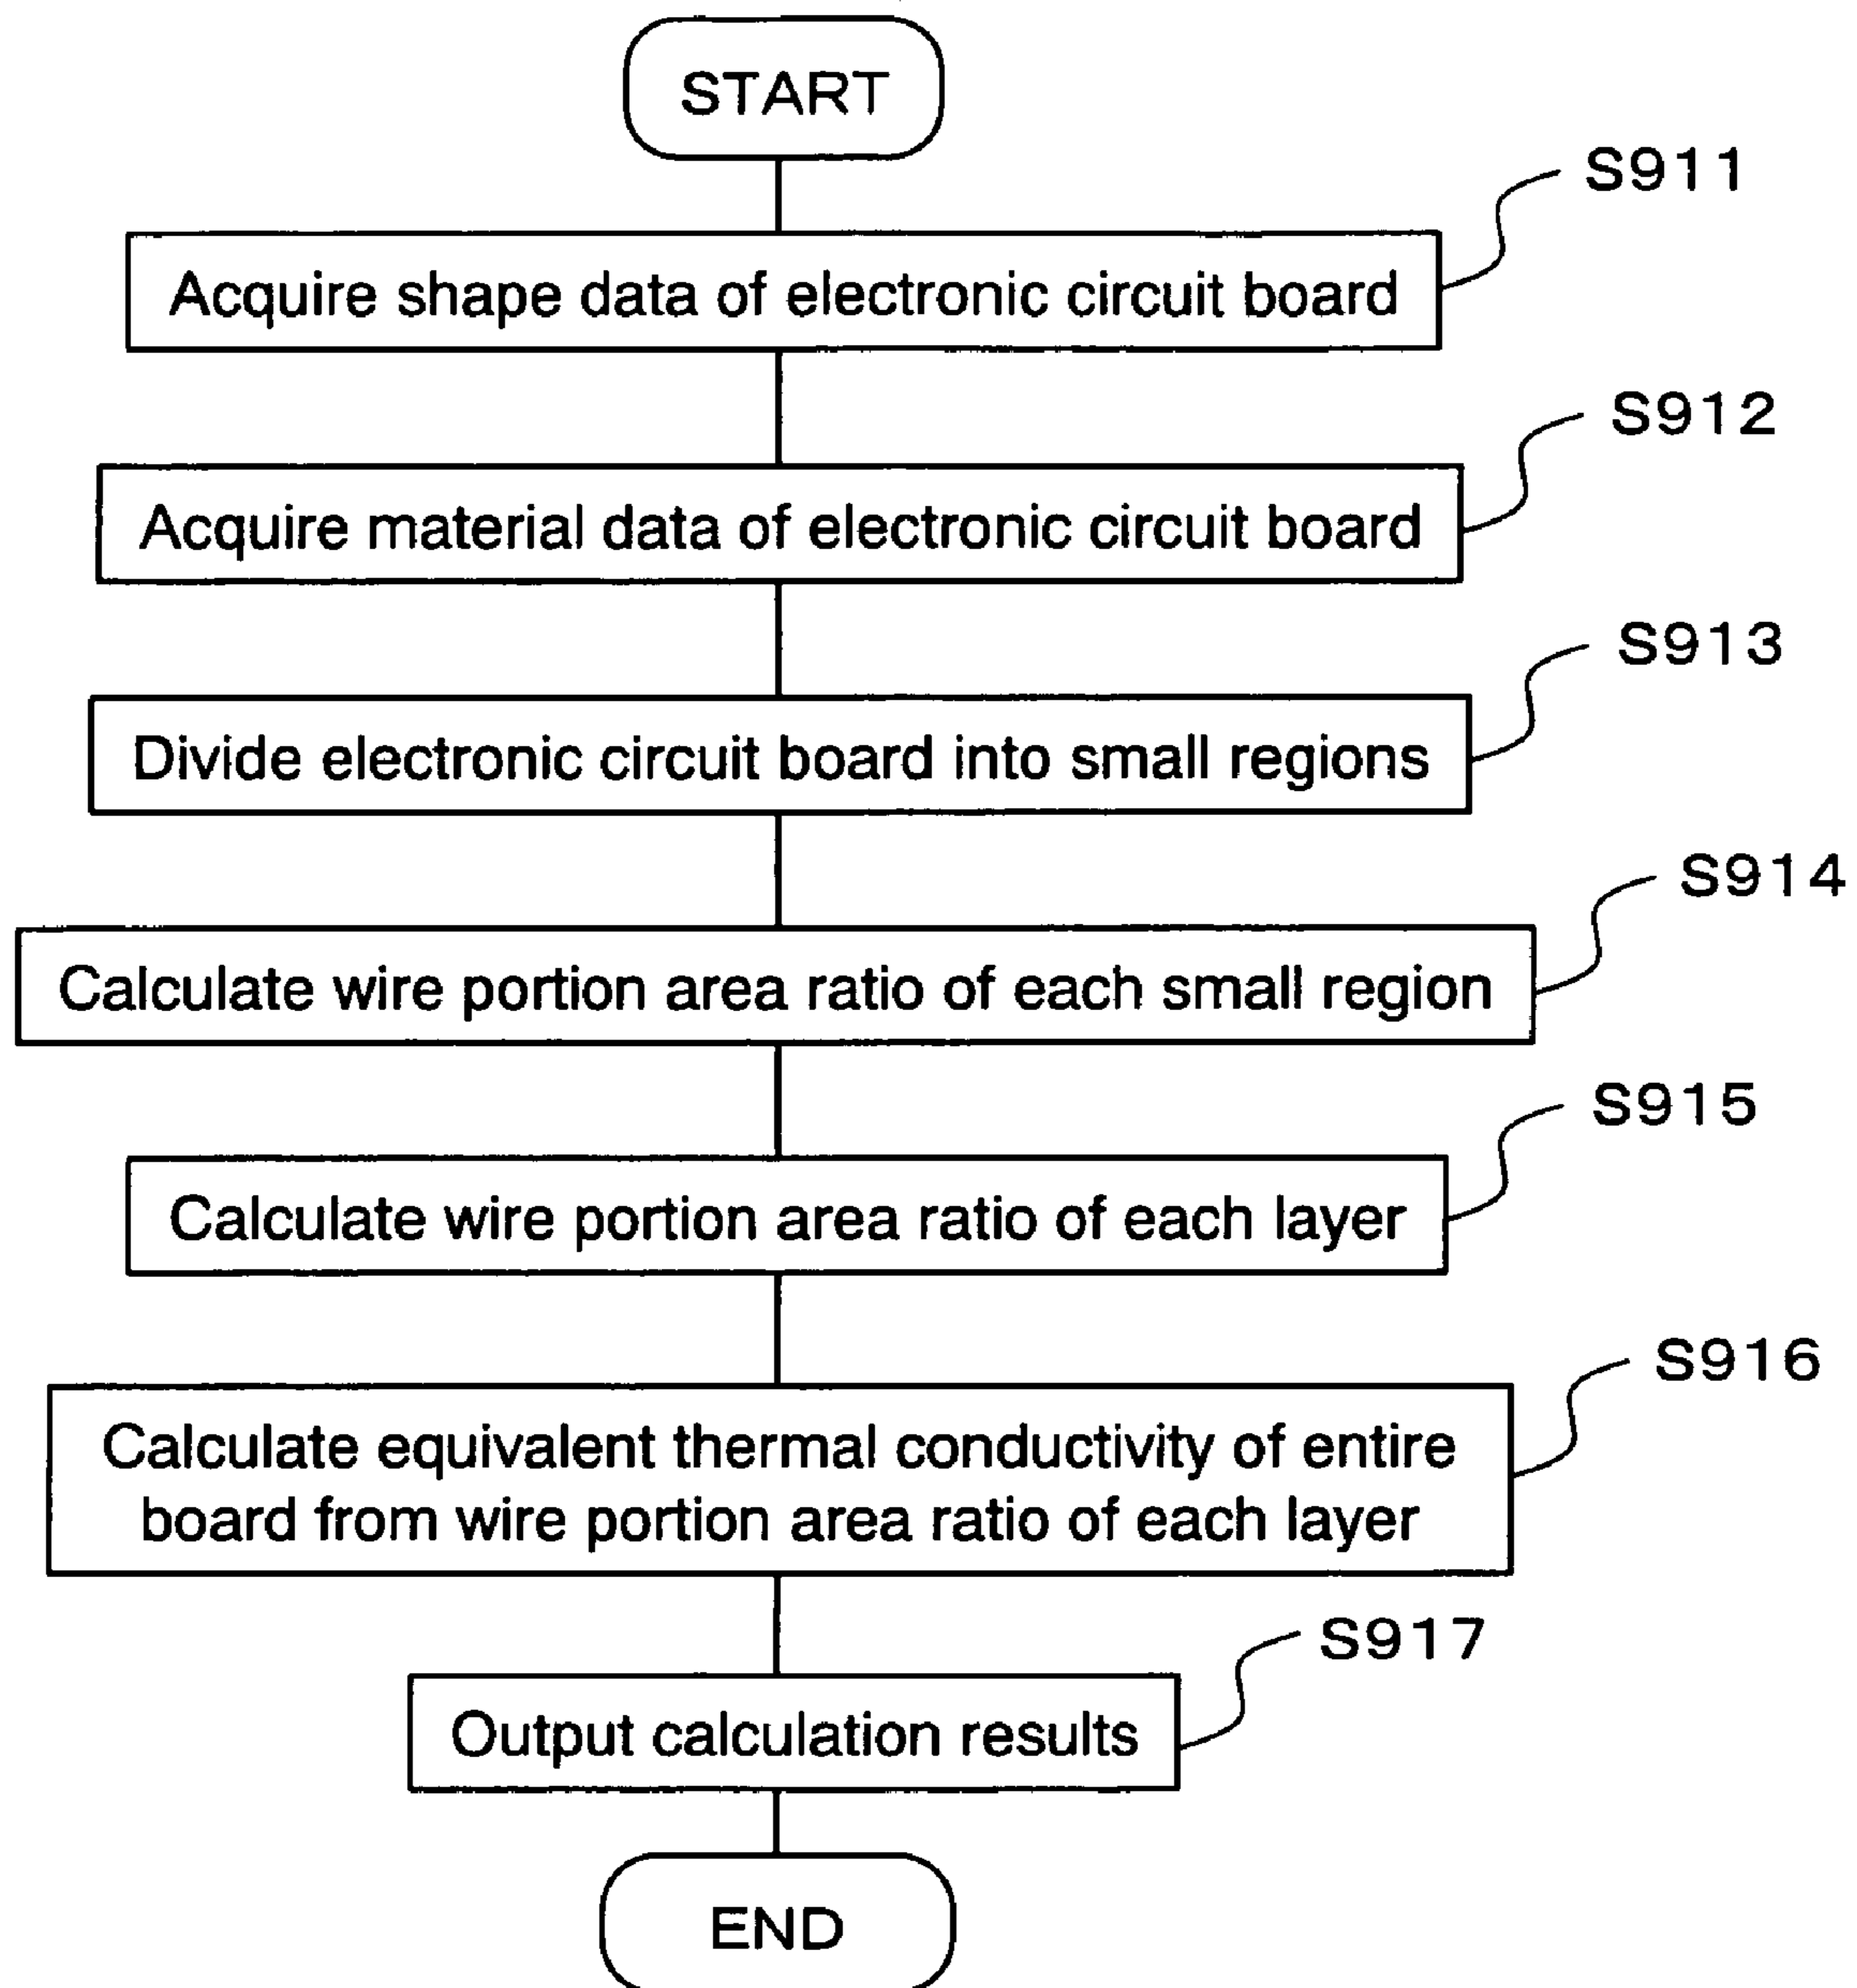 START
S911
Acquire shape data of electronic circuit board
S912
Acquire material data of electronic circuit board
S913
Divide electronic circuit board into small regions
S914
Calculate wire portion area ratio of each small region
S915
Calculate wire portion area ratio of each layer
S916
Calculate equivalent thermal conductivity of entire
board from wire portion area ratio of each layer
S917
Output calculation results
END